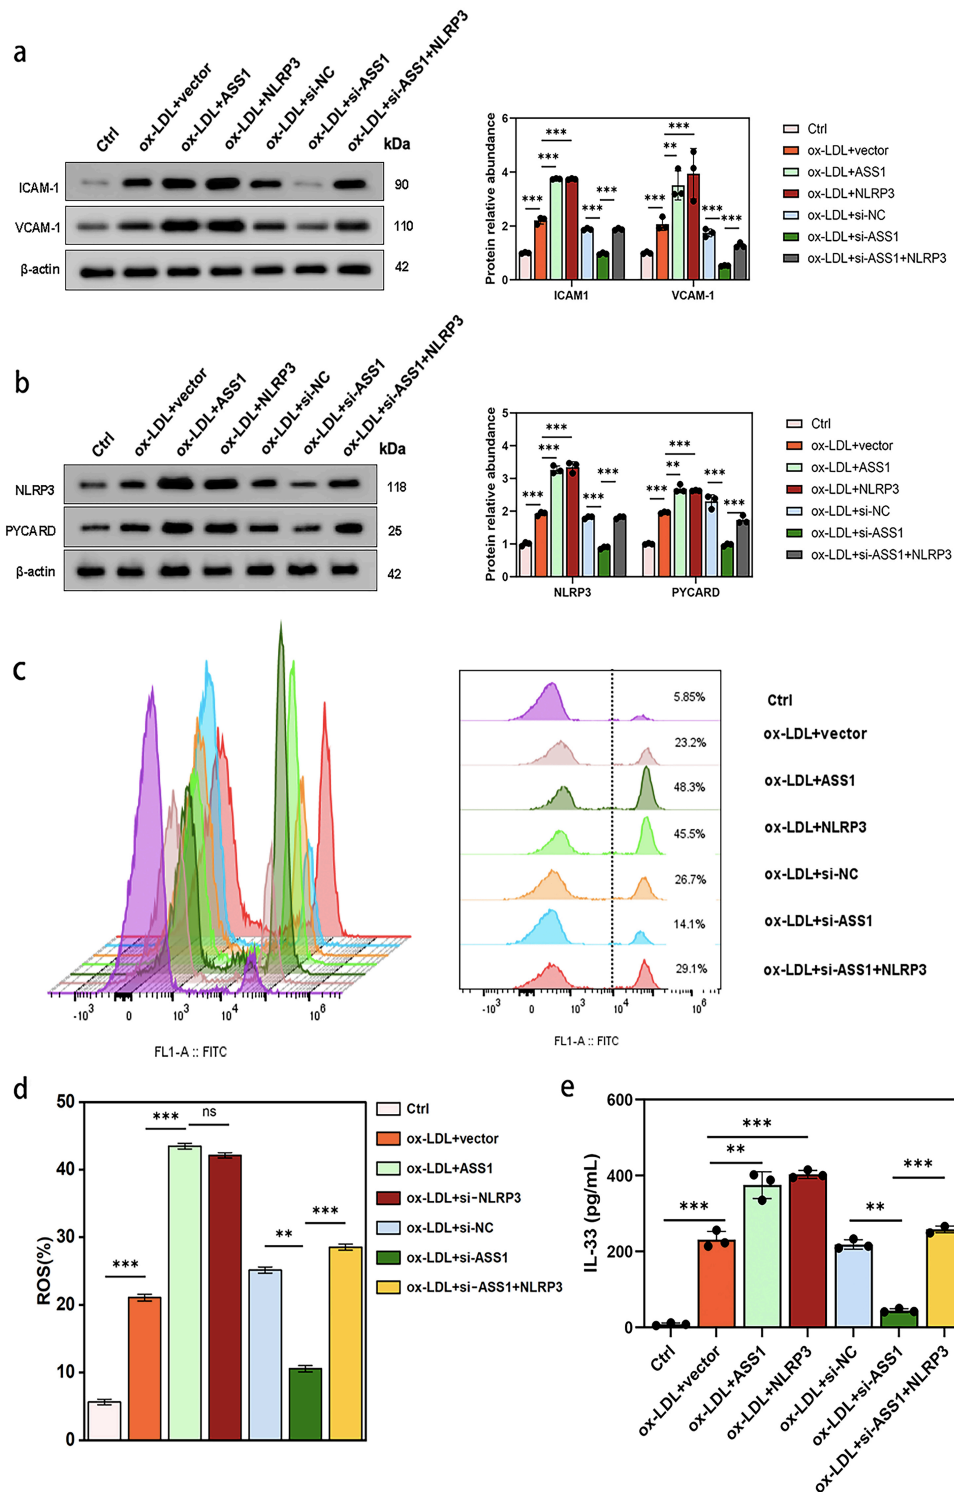 a
Ctrl
ox-LDL+vector
ox-LDL+ASS1
ox-LDL+NLRP3
ox-LDL+si-NC
ox-LDL+si-ASS1
ox-LDL+si-ASS1+NLRP3
kDa
ICAM-1
90
VCAM-1
110
β-actin
42
Protein relative abundance
6
4
2
0
***
***
***
***
***
***
**
***
***
***
ICAM1
VCAM-1
Ctrl
ox-LDL+vector
ox-LDL+ASS1
ox-LDL+NLRP3
ox-LDL+si-NC
ox-LDL+si-ASS1
ox-LDL+si-ASS1+NLRP3
b
Ctrl
ox-LDL+vector
ox-LDL+ASS1
ox-LDL+NLRP3
ox-LDL+si-NC
ox-LDL+si-ASS1
ox-LDL+si-ASS1+NLRP3
kDa
NLRP3
118
PYCARD
25
β-actin
42
Protein relative abundance
5
4
3
2
1
0
***
***
***
***
***
***
**
***
***
***
NLRP3
PYCARD
Ctrl
ox-LDL+vector
ox-LDL+ASS1
ox-LDL+NLRP3
ox-LDL+si-NC
ox-LDL+si-ASS1
ox-LDL+si-ASS1+NLRP3
c
-10³
0
10³
10⁴
10⁶
FL1-A :: FITC
5.85%
Ctrl
23.2%
ox-LDL+vector
48.3%
ox-LDL+ASS1
45.5%
ox-LDL+NLRP3
26.7%
ox-LDL+si-NC
14.1%
ox-LDL+si-ASS1
29.1%
ox-LDL+si-ASS1+NLRP3
-10³
0
10³
10⁴
10⁶
FL1-A :: FITC
d
ROS(%)
50
40
30
20
10
0
***
***
ns
**
***
Ctrl
ox-LDL+vector
ox-LDL+ASS1
ox-LDL+si-NLRP3
ox-LDL+si-NC
ox-LDL+si-ASS1
ox-LDL+si-ASS1+NLRP3
e
IL-33 (pg/mL)
600
400
200
0
***
**
***
**
***
Ctrl
ox-LDL+vector
ox-LDL+ASS1
ox-LDL+NLRP3
ox-LDL+si-NC
ox-LDL+si-ASS1
ox-LDL+si-ASS1+NLRP3